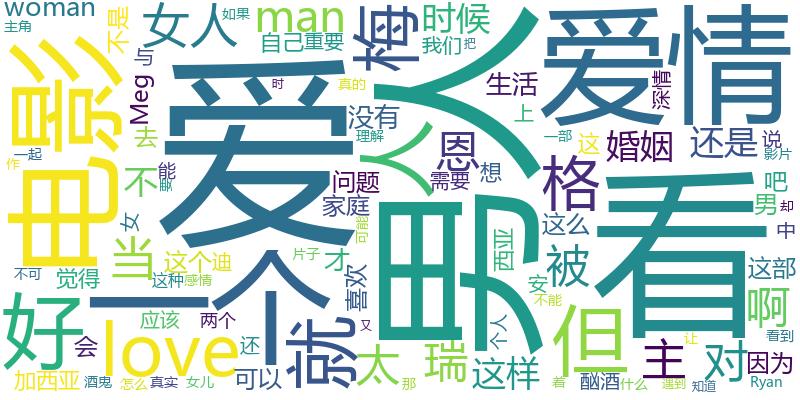 woman
主角
电影
不是
与
Meg
女人
如果
man
自己重要
时
真的
没有
梅
时候
我们
把
爱
男人
人
恩
爱情
生活
上
深情
一部
这
婚姻
还是
说
影片
一起
作
去
不
能
问题
理解
需要
想
格
吧
男
却
中
女
家庭
看
当
这个
迪
一个
才
喜欢
可能
西亚
这么
安
被
这部
啊
不可
觉得
这种
感情
片子
不能
看到
好
会
love
应该
两个
还
就
又
个人
但
主
对
让
因为
加西亚
酒鬼
怎么
真实
女儿
可以
太
那
瑞
这样
着
酗酒
什么
遇到
知道
Ryan